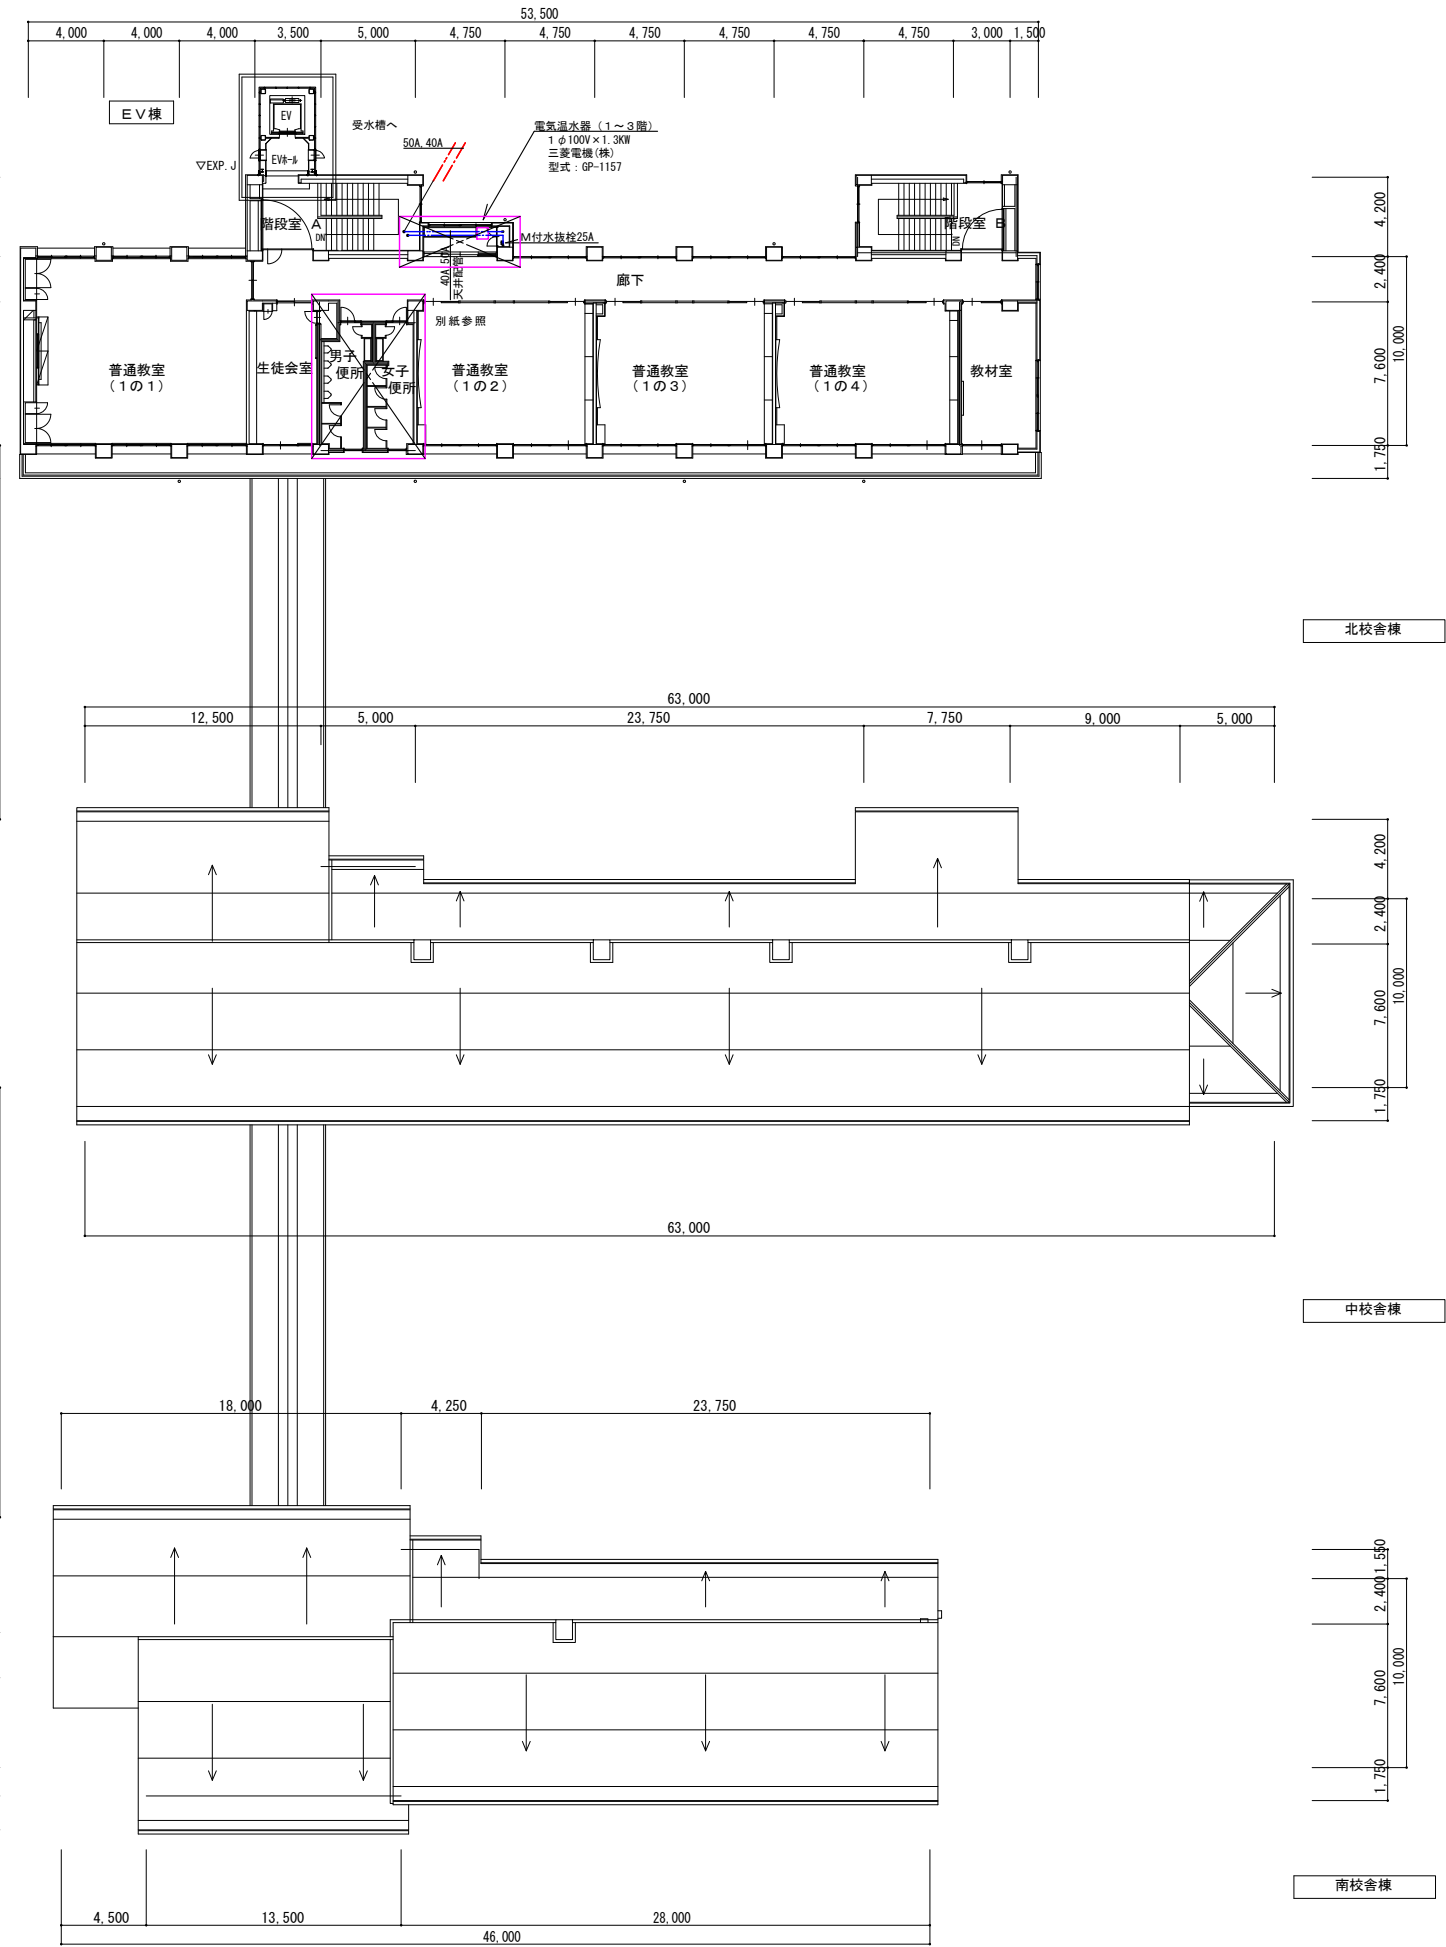 53,500
4,000 4,000 4,000 3,500 5,000 4,750 4,750 4,750 4,750 4,750 4,750 3,000 1,500
EV棟
EV
EVホール
▽EXP.J
受水槽へ
50A,40A
電気温水器（1～3階）
1φ100V×1.3KW
三菱電機(株)
型式：GP-1157
階段室 A
DN
M付水抜栓25A
40A,50A
天井配管
別紙参照
階段室 B
DN
廊下
普通教室
（1の1）
生徒会室
男子
便所
女子
便所
普通教室
（1の2）
普通教室
（1の3）
普通教室
（1の4）
教材室
4,200
2,400
7,600
10,000
1,750
北校舎棟
63,000
12,500 5,000 23,750 7,750 9,000 5,000
4,200
2,400
7,600
10,000
1,750
63,000
中校舎棟
18,000 4,250 23,750
1,550
2,400
7,600
10,000
1,750
南校舎棟
4,500 13,500 28,000
46,000